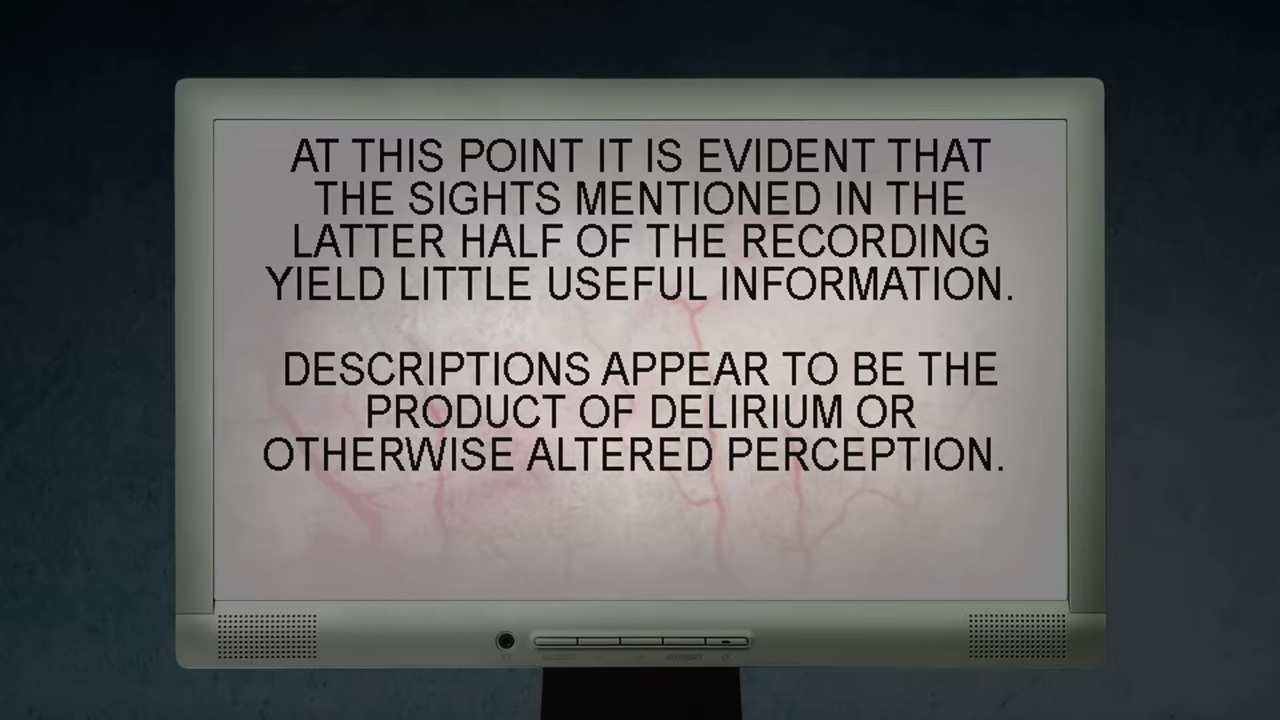 AT THIS POINT IT IS EVIDENT THAT
THE SIGHTS MENTIONED IN THE
LATTER HALF OF THE RECORDING
YIELD LITTLE USEFUL INFORMATION.
DESCRIPTIONS APPEAR TO BE THE
PRODUCT OF DELIRIUM OR
OTHERWISE ALTERED PERCEPTION.